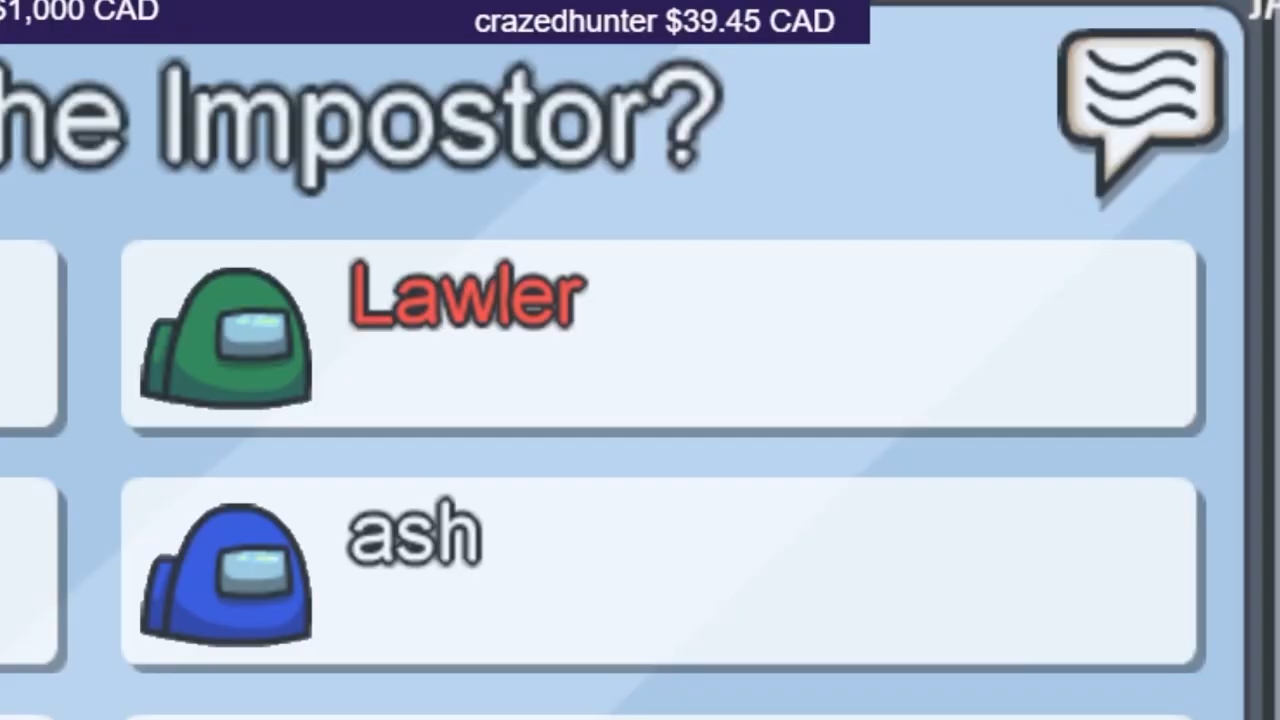 $1,000 CAD
crazedhunter $39.45 CAD
he Impostor?
Lawler
ash